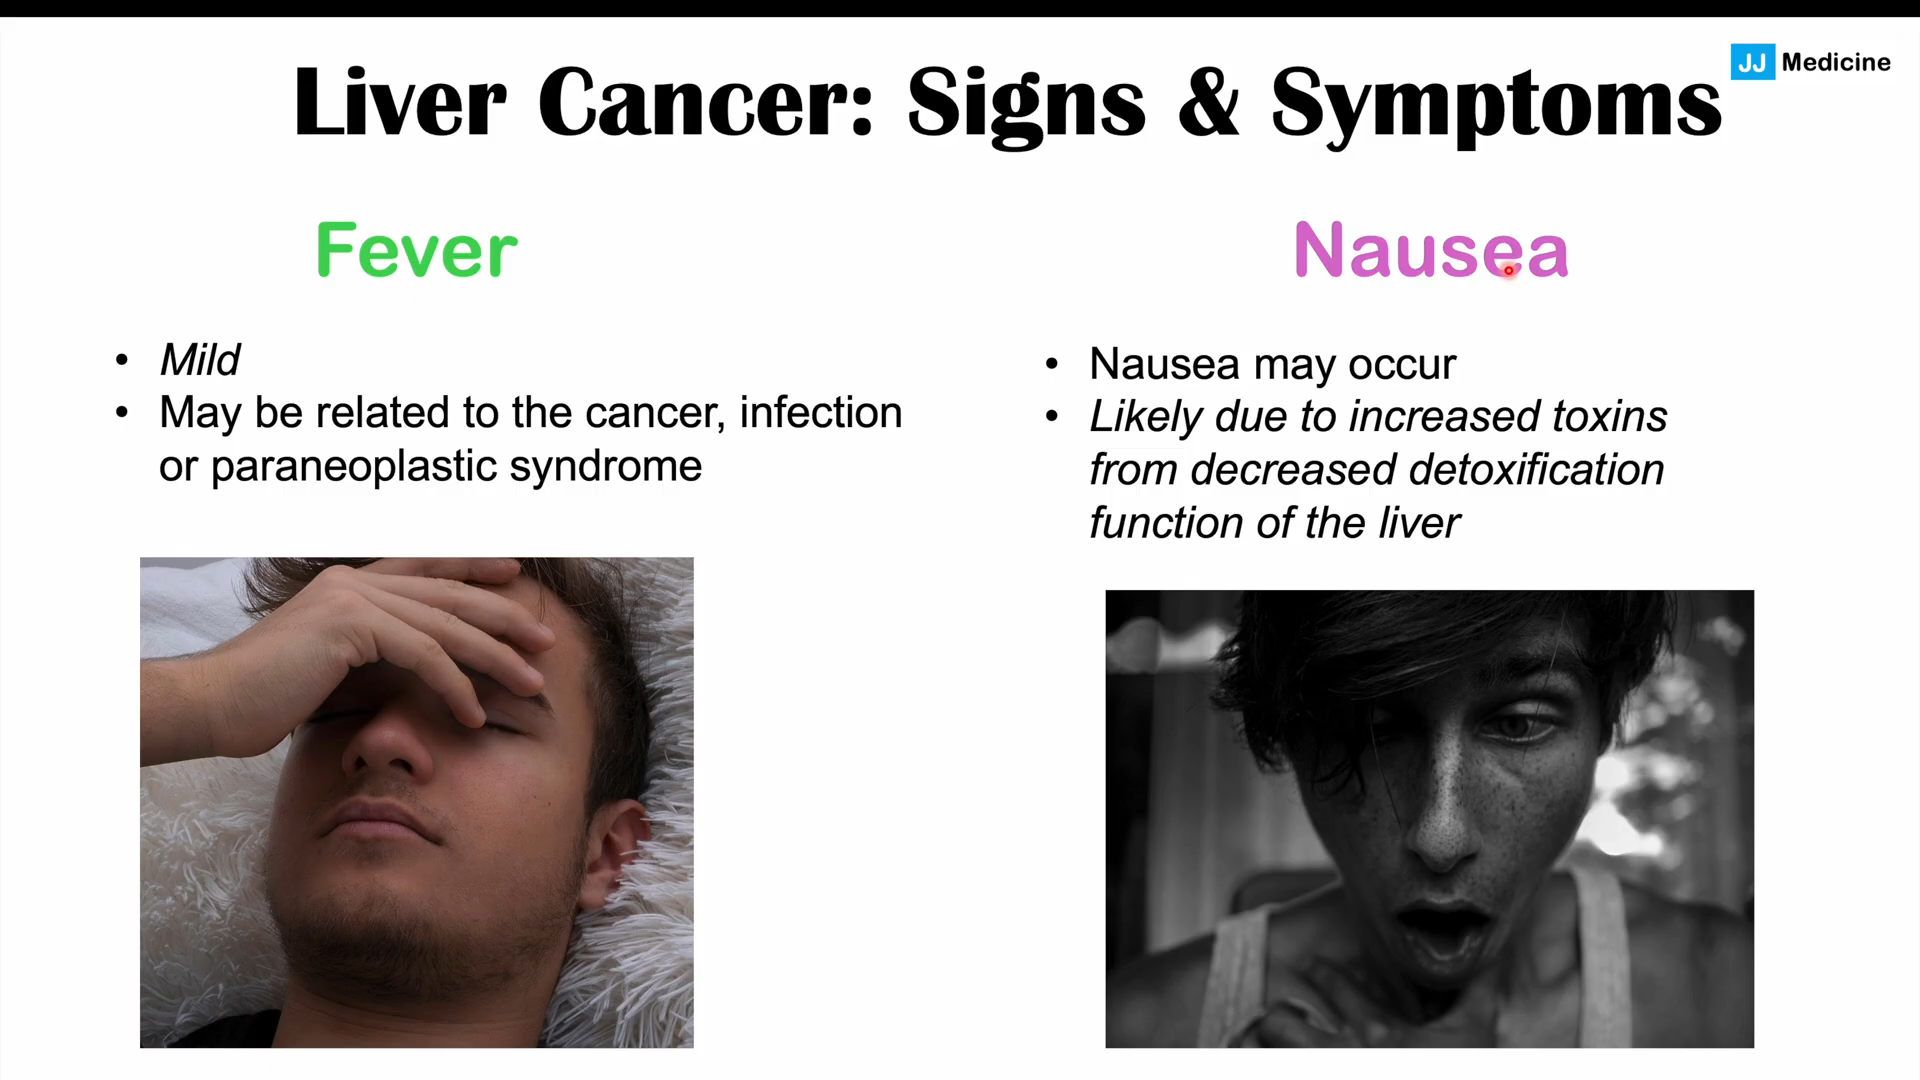 JJ Medicine
Liver Cancer: Signs & Symptoms
Fever
• Mild
• May be related to the cancer, infection
or paraneoplastic syndrome
Nausea
• Nausea may occur
• Likely due to increased toxins
from decreased detoxification
function of the liver